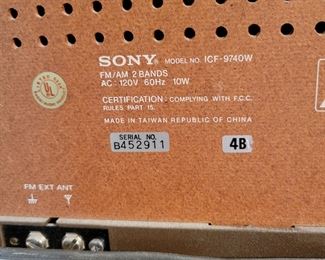 SONY MODEL NO. ICF-9740W
FM/AM 2 BANDS
AC: 120V 60Hz 10W
CERTIFICATION: COMPLYING WITH F.C.C.
RULES PART 15.
MADE IN TAIWAN REPUBLIC OF CHINA
SERIAL NO.
B452911
4B
UL
FM EXT ANT